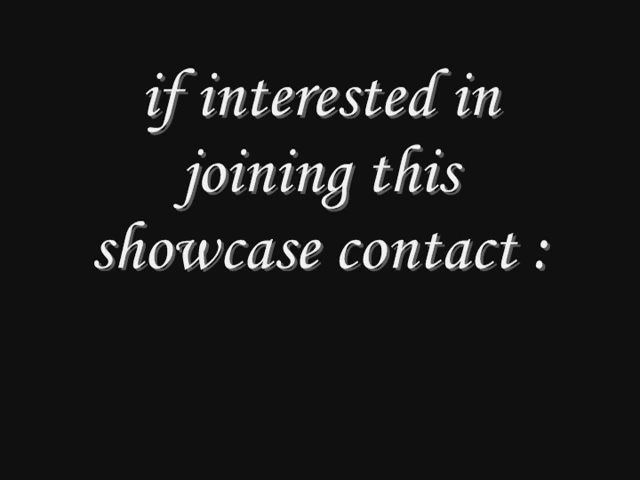 if interested in
joining this
showcase contact :